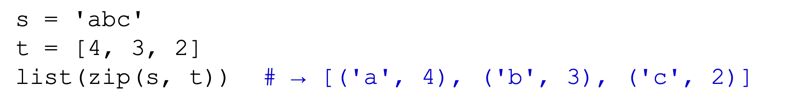 s = 'abc'
t = [4, 3, 2]
list(zip(s, t))  # → [('a', 4), ('b', 3), ('c', 2)]